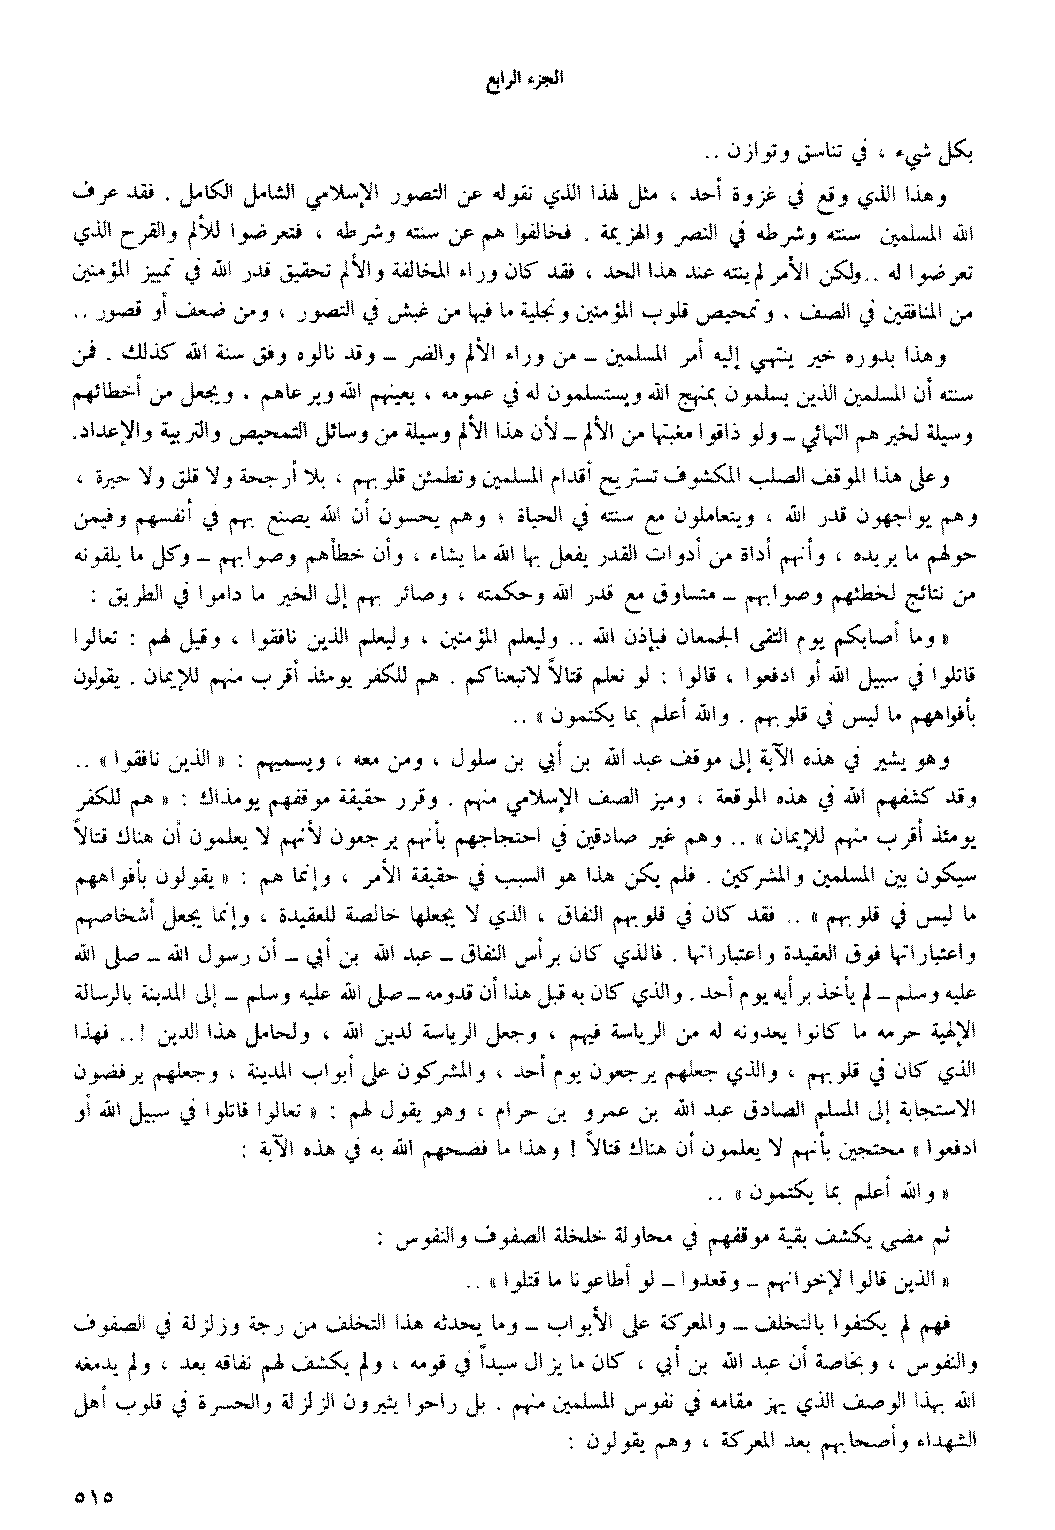 الجزء الرابع
بكل شيء ، في تناسق وتوازن ..
وهذا الذي وقع في غزوة أحد ، مثل لهذا الذي نقوله عن التصور الإسلامي الشامل الكامل . فقد عرف
الله المسلمين سنته وشرطه في النصر والهزيمة . فخالفوا هم عن سنته وشرطه ، فتعرضوا للألم والقرح الذي
تعرضوا له .. ولكن الأمر لم ينته عند هذا الحد ، فقد كان وراء المخالفة والألم تحقيق قدر الله في تمييز المؤمنين
من المنافقين في الصف ، وتمحيص قلوب المؤمنين وتجلية ما فيها من غبش في التصور ، ومن ضعف أو قصور ..
وهذا بدوره خير ينتهي إليه أمر المسلمين – من وراء الألم والضر – وقد نالوه وفق سنة الله كذلك . فمن
سنته أن المسلمين الذين يسلمون بمنهج الله ويستسلمون له في عمومه ، يعينهم الله ويرعاهم ، ويجعل من أخطائهم
وسيلة لخيرهم النهائي – ولو ذاقوا مغبتها من الألم – لأن هذا الألم وسيلة من وسائل التمحيص والتربية والإعداد.
وعلى هذا الموقف الصلب المكشوف تستريح أقدام المسلمين وتطمئن قلوبهم ، بلا أرجحة ولا قلق ولا حيرة ،
وهم يواجهون قدر الله ، ويتعاملون مع سنته في الحياة ؛ وهم يحسون أن الله يصنع بهم في أنفسهم وفيمن
حولهم ما يريده ، وأنهم أداة من أدوات القدر يفعل بها الله ما يشاء ، وأن خطأهم وصوابهم – وكل ما يلقونه
من نتائج لخطئهم وصوابهم – متساوق مع قدر الله وحكمته ، وصائر بهم إلى الخير ما داموا في الطريق :
« وما أصابكم يوم التقى الجمعان فبإذن الله .. وليعلم المؤمنين ، وليعلم الذين نافقوا ، وقيل لهم : تعالوا
قاتلوا في سبيل الله أو ادفعوا ، قالوا : لو نعلم قتالاً لاتبعناكم . هم للكفر يومئذ أقرب منهم للإيمان . يقولون
بأفواههم ما ليس في قلوبهم . والله أعلم بما يكتمون » ..
وهو يشير في هذه الآية إلى موقف عبد الله بن أبي بن سلول ، ومن معه ، ويسميهم : « الذين نافقوا » ..
وقد كشفهم الله في هذه الموقعة ، وميز الصف الإسلامي منهم . وقرر حقيقة موقفهم يومذاك : « هم للكفر
يومئذ أقرب منهم للإيمان » .. وهم غير صادقين في احتجاجهم بأنهم يرجعون لأنهم لا يعلمون أن هناك قتالاً
سيكون بين المسلمين والمشركين . فلم يكن هذا هو السبب في حقيقة الأمر ، وإنما هم : « يقولون بأفواههم
ما ليس في قلوبهم » .. فقد كان في قلوبهم النفاق ، الذي لا يجعلها خالصة للعقيدة ، وإنما يجعل أشخاصهم
واعتباراتها فوق العقيدة واعتباراتها . فالذي كان برأس النفاق – عبد الله بن أبي – أن رسول الله – صلى الله
عليه وسلم – لم يأخذ برأيه يوم أحد. والذي كان به قبل هذا أن قدومه – صلى الله عليه وسلم – إلى المدينة بالرسالة
الإلهية حرمه ما كانوا يعدونه له من الرياسة فيهم ، وجعل الرياسة لدين الله ، ولحامل هذا الدين ! .. فهذا
الذي كان في قلوبهم ، والذي جعلهم يرجعون يوم أحد ، والمشركون على أبواب المدينة ، وجعلهم يرفضون
الاستجابة إلى المسلم الصادق عبد الله بن عمرو بن حرام ، وهو يقول لهم : « تعالوا قاتلوا في سبيل الله أو
ادفعوا » محتجين بأنهم لا يعلمون أن هناك قتالاً ! وهذا ما فضحهم الله به في هذه الآية :
« والله أعلم بما يكتمون » ..
ثم مضى يكشف بقية موقفهم في محاولة خلخلة الصفوف والنفوس :
« الذين قالوا لإخوانهم – وقعدوا – لو أطاعونا ما قتلوا » ..
فهم لم يكتفوا بالتخلف – والمعركة على الأبواب – وما يحدثه هذا التخلف من رجة وزلزلة في الصفوف
والنفوس ، وبخاصة أن عبد الله بن أبي ، كان ما يزال سيداً في قومه ، ولم يكشف لهم نفاقه بعد ، ولم يدمغه
الله بهذا الوصف الذي يهز مقامه في نفوس المسلمين منهم . بل راحوا يثيرون الزلزلة والحسرة في قلوب أهل
الشهداء وأصحابهم بعد المعركة ، وهم يقولون :
٥١٥